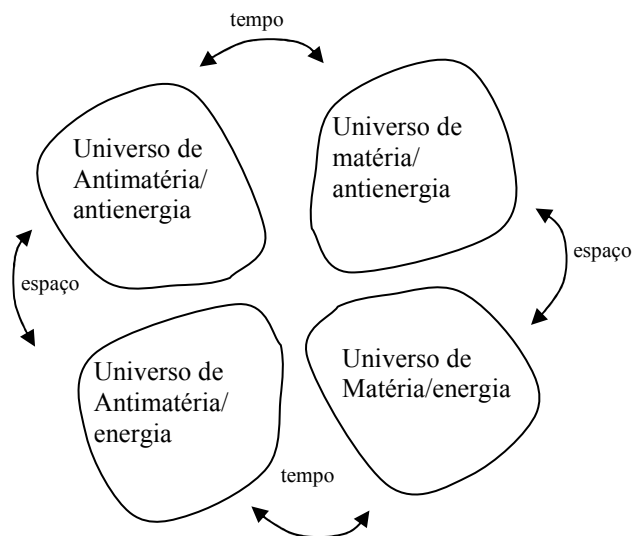 tempo
Universo de
Antimatéria/
antienergia
Universo de
matéria/
antienergia
espaço
espaço
Universo de
Antimatéria/
energia
Universo de
Matéria/energia
tempo